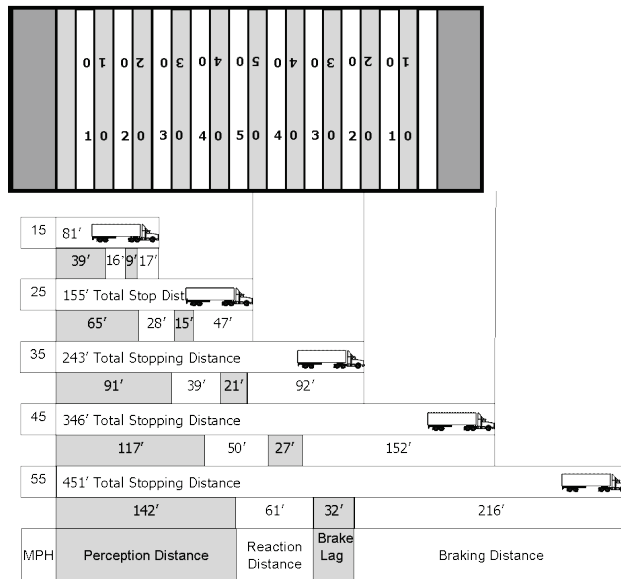 0 1 0 2 0 3 0 4 0 5 0 4 0 3 0 2 0 1
1 0 2 0 3 0 4 0 5 0 4 0 3 0 2 0 1 0
15 81′
39′ 16′ 9′ 17′
25 155′ Total Stop Dist
65′ 28′ 15′ 47′
35 243′ Total Stopping Distance
91′ 39′ 21′ 92′
45 346′ Total Stopping Distance
117′ 50′ 27′ 152′
55 451′ Total Stopping Distance
142′ 61′ 32′ 216′
MPH Perception Distance Reaction Distance Brake Lag Braking Distance